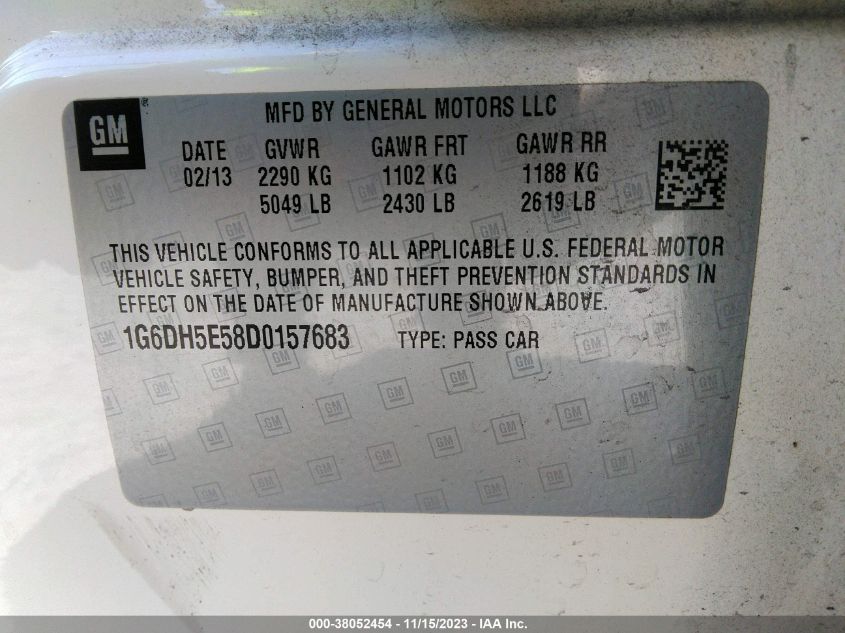 GM ®
MFD BY GENERAL MOTORS LLC
DATE GVWR GAWR FRT GAWR RR
02/13 2290 KG 1102 KG 1188 KG
5049 LB 2430 LB 2619 LB
THIS VEHICLE CONFORMS TO ALL APPLICABLE U.S. FEDERAL MOTOR
VEHICLE SAFETY, BUMPER, AND THEFT PREVENTION STANDARDS IN
EFFECT ON THE DATE OF MANUFACTURE SHOWN ABOVE.
1G6DH5E58D0157683 TYPE: PASS CAR
000-38052454 - 11/15/2023 - IAA Inc.